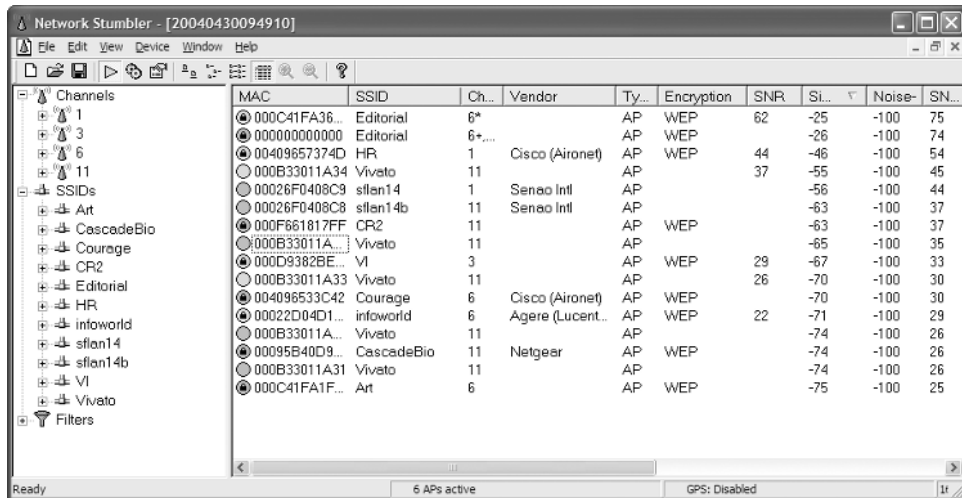 Network Stumbler - [20040430094910]
File Edit View Device Window Help
Channels
1
3
6
11
SSIDs
Art
CascadeBio
Courage
CR2
Editorial
HR
infoworld
sflan14
sflan14b
VI
Vivato
Filters
MAC SSID Ch... Vendor Ty... Encryption SNR Si... Noise- SN...
000C41FA36... Editorial 6* AP WEP 62 -25 -100 75
000000000000 Editorial 6+,... AP WEP -26 -100 74
00409657374D HR 1 Cisco (Aironet) AP WEP 44 -46 -100 54
000B33011A34 Vivato 11 AP 37 -55 -100 45
00026F0408C9 sflan14 1 Senao Intl AP -56 -100 44
00026F0408C8 sflan14b 11 Senao Intl AP -63 -100 37
000F661817FF CR2 11 AP WEP -63 -100 37
000B33011A... Vivato 11 AP -65 -100 35
000D9382BE... VI 3 AP WEP 29 -67 -100 33
000B33011A33 Vivato 11 AP 26 -70 -100 30
004096533C42 Courage 6 Cisco (Aironet) AP WEP -70 -100 30
00022D04D1... infoworld 6 Agere (Lucent... AP WEP 22 -71 -100 29
000B33011A... Vivato 11 AP -74 -100 26
00095B40D9... CascadeBio 11 Netgear AP WEP -74 -100 26
000B33011A31 Vivato 11 AP -74 -100 26
000C41FA1F... Art 6 AP WEP -75 -100 25
Ready 6 APs active GPS: Disabled